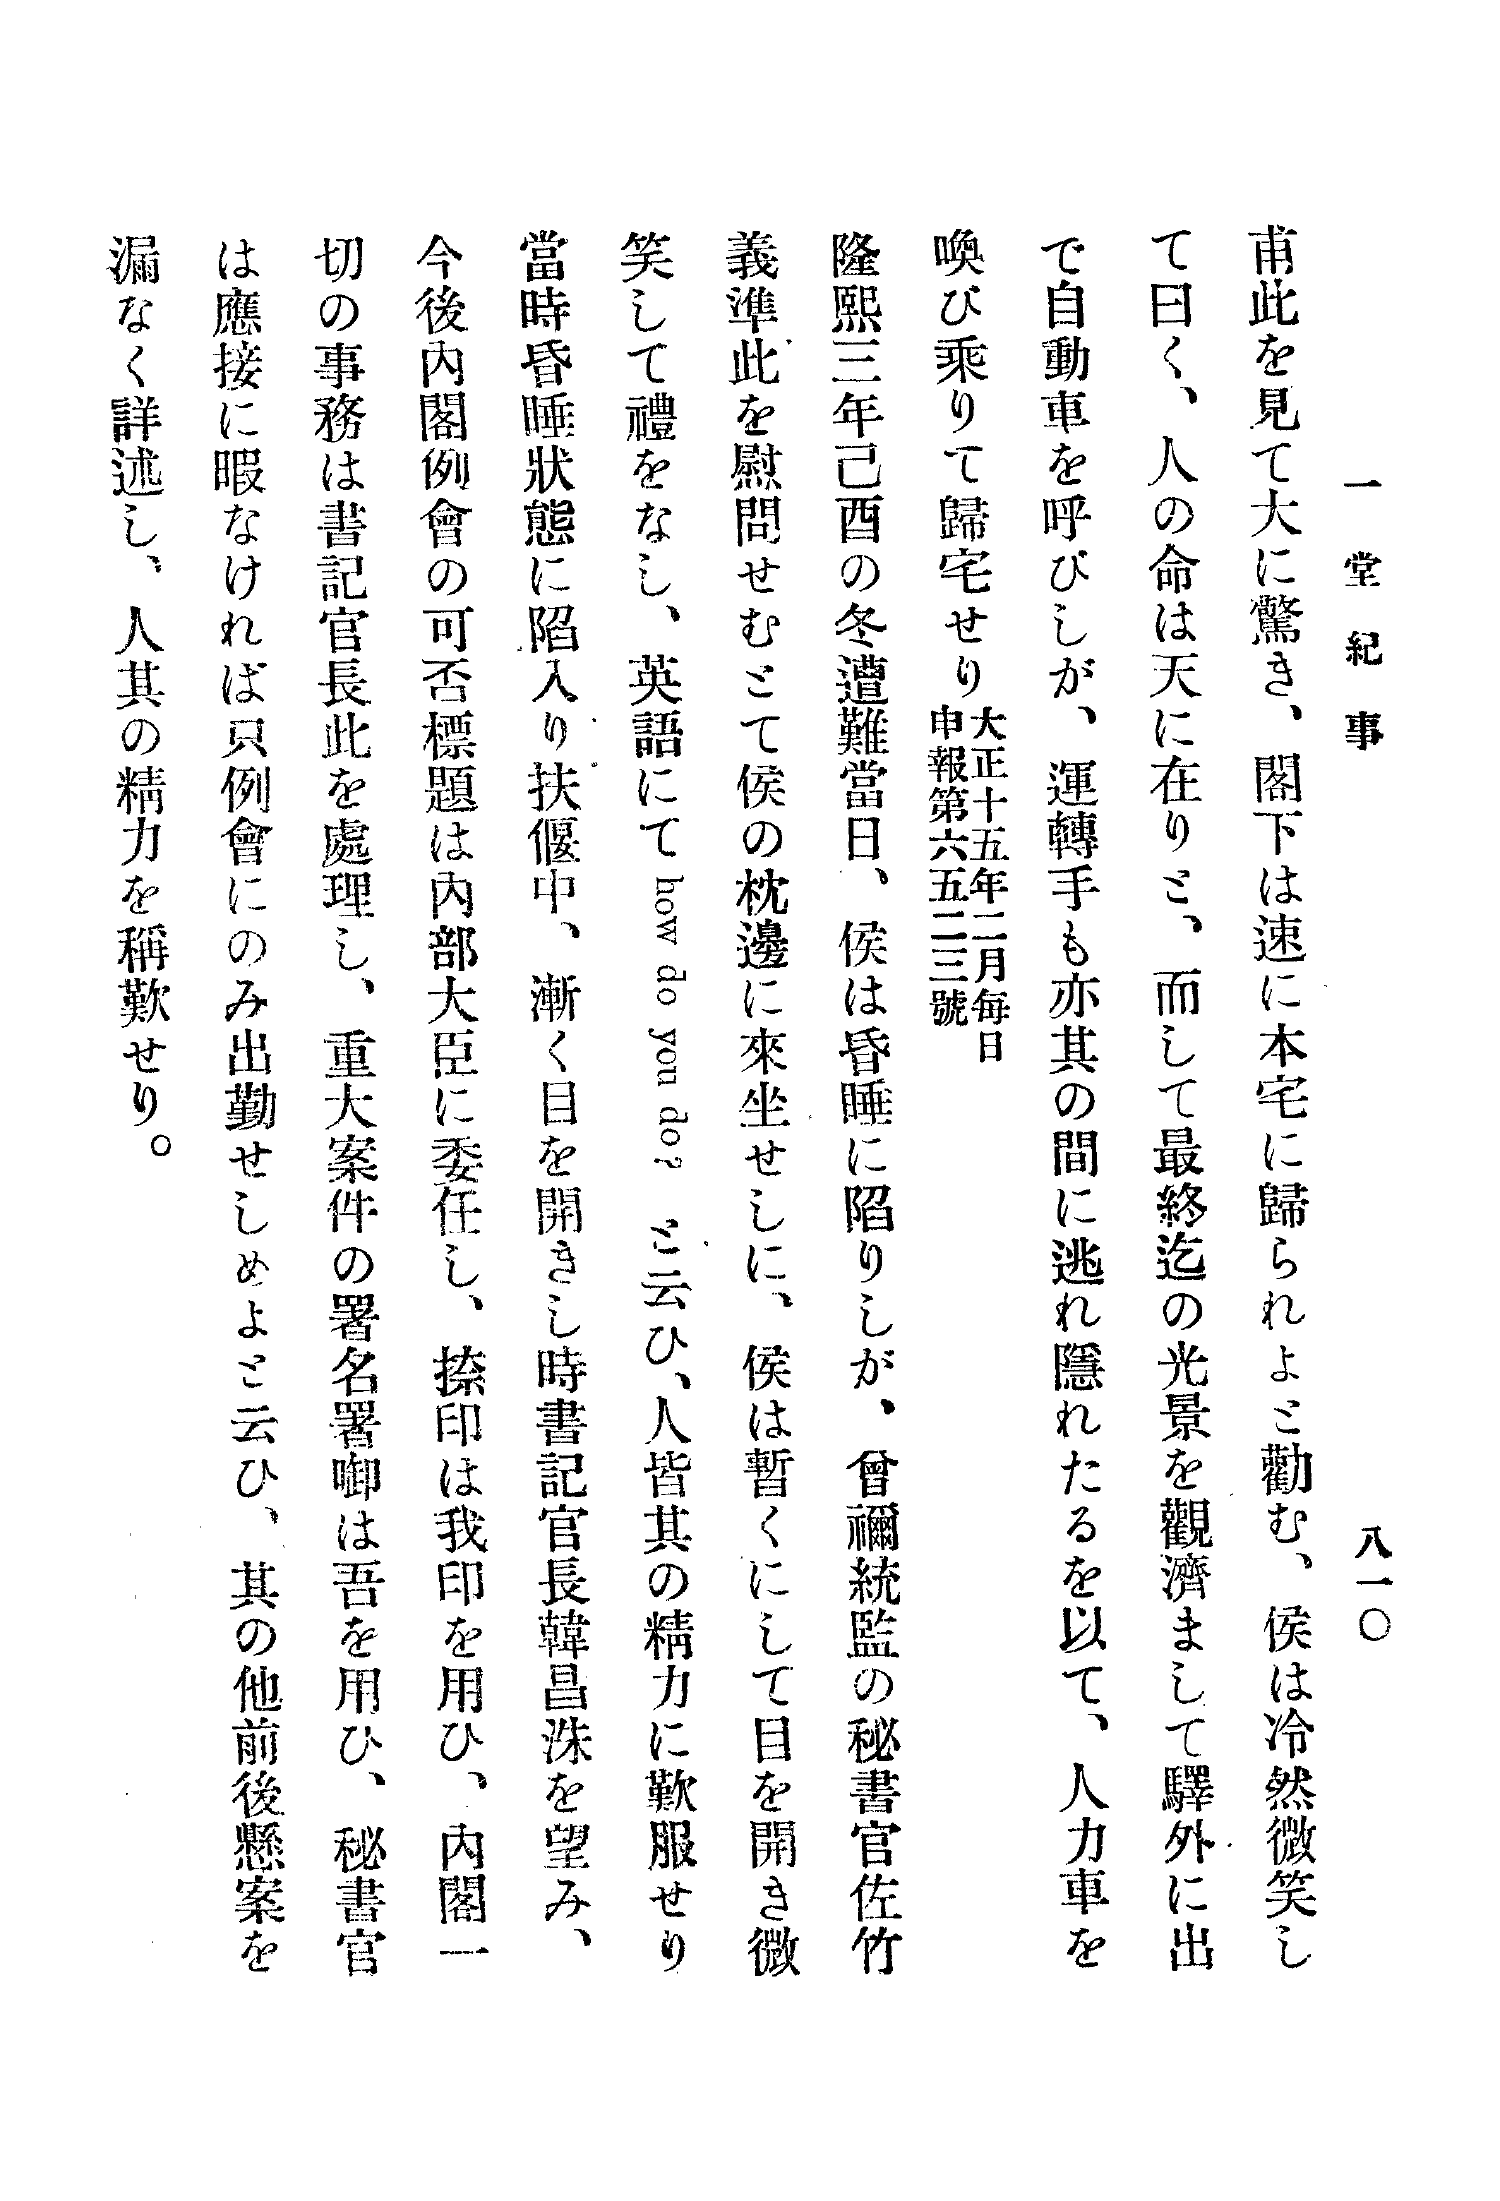 一堂紀事
八一〇
甫此を見て大に驚き、閣下は速に本宅に歸られよと勸む、侯は冷然微笑し
て曰く、人の命は天に在りと、而して最終迄の光景を觀濟まして驛外に出
で自動車を呼びしが、運轉手も亦其の間に逃れ隱れたるを以て、人力車を
喚び乘りて歸宅せり
大正十五年二月每日
申報第六五二三號
隆熙三年己酉の冬遭難當日、侯は昏睡に陷りしが、曾禰統監の秘書官佐竹
義準此を慰問せむとて侯の枕邊に來坐せしに、侯は暫くにして目を開き微
笑して禮をなし、英語にて how do you do? と云ひ、人皆其の精力に歎服せり
當時昏睡狀態に陷入り扶偃中、漸く目を開きし時書記官長韓昌洙を望み、
今後內閣例會の可否標題は內部大臣に委任し、捺印は我印を用ひ、內閣一
切の事務は書記官長此を處理し、重大案件の署名署啣は吾を用ひ、秘書官
は應接に暇なければ只例會にのみ出勤せしめよと云ひ、其の他前後懸案を
漏なく詳述し、人其の精力を稱歎せり。